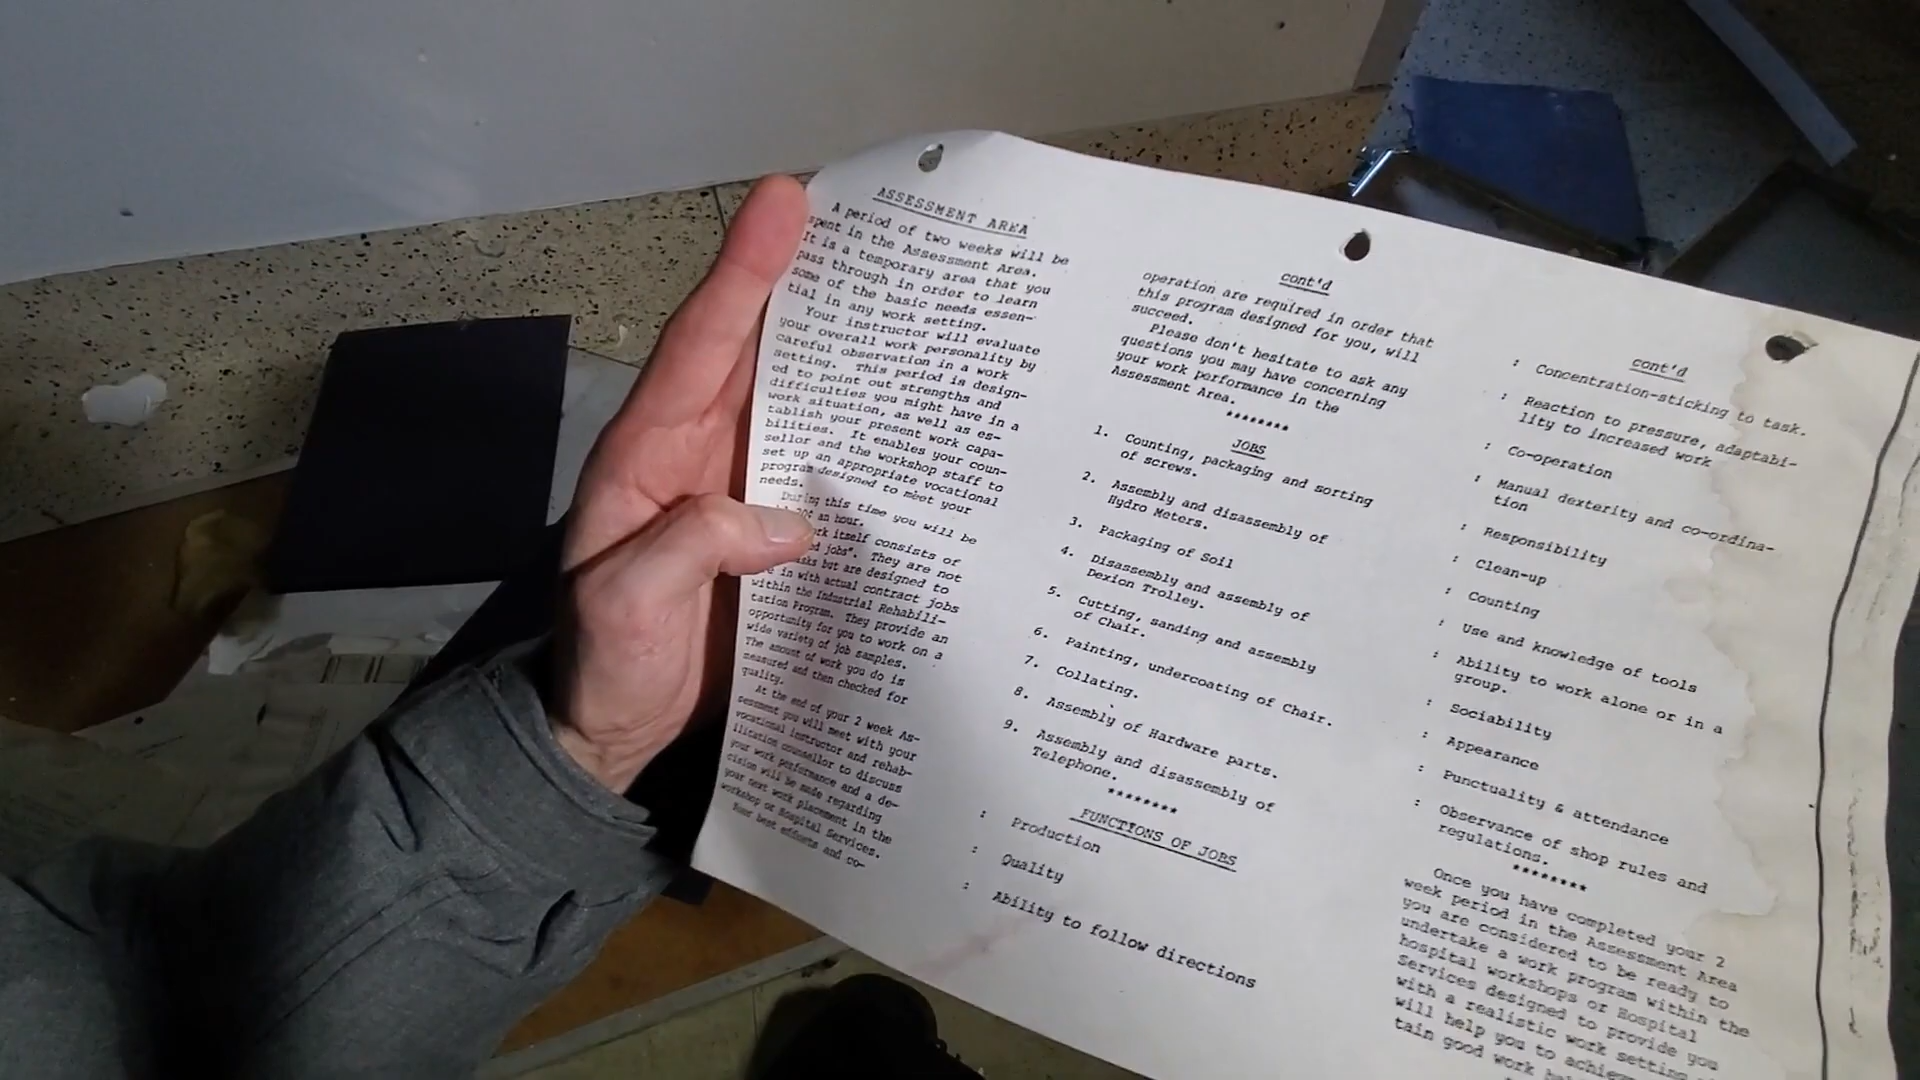 ASSESSMENT AREA
A period of two weeks will be
spent in the Assessment Area.
It is a temporary area that you
pass through in order to learn
some of the basic needs essen-
tial in any work setting.
Your instructor will evaluate
your overall work personality by
careful observation in a work
setting. This period is design-
ed to point out strengths and
difficulties you might have in a
work situation, as well as es-
tablish your present work capa-
bilities. It enables your coun-
sellor and the workshop staff to
set up an appropriate vocational
program designed to meet your
needs.
During this time you will be
20¢ an hour.
itself consists of
jobs". They are not
but are designed to
in with actual contract jobs
within the Industrial Rehabili-
tation Program. They provide an
opportunity for you to work on a
wide variety of job samples.
The amount of work you do is
measured and then checked for
quality.
At the end of your 2 week As-
sessment you will meet with your
vocational instructor and rehab-
ilitation counsellor to discuss
your work performance and a de-
cision will be made regarding
your next work placement in the
workshop or Hospital Services.
Your best efforts and co-
cont'd
operation are required in order that
this program designed for you, will
succeed.
Please don't hesitate to ask any
questions you may have concerning
your work performance in the
Assessment Area.
*******
JOBS
1. Counting, packaging and sorting
of screws.
2. Assembly and disassembly of
Hydro Meters.
3. Packaging of Soil
4. Disassembly and assembly of
Dexion Trolley.
5. Cutting, sanding and assembly
of Chair.
6. Painting, undercoating of Chair.
7. Collating.
8. Assembly of Hardware parts.
9. Assembly and disassembly of
Telephone.
********
FUNCTIONS OF JOBS
: Production
: Quality
: Ability to follow directions
cont'd
: Concentration-sticking to task.
: Reaction to pressure, adaptabi-
lity to increased work
: Co-operation
: Manual dexterity and co-ordina-
tion
: Responsibility
: Clean-up
: Counting
: Use and knowledge of tools
: Ability to work alone or in a
group.
: Sociability
: Appearance
: Punctuality & attendance
: Observance of shop rules and
regulations.
********
Once you have completed your 2
week period in the Assessment Area
you are considered to be ready to
undertake a work program within the
hospital workshops or Hospital
Services designed to provide you
with a realistic work setting
will help you to achieve
tain good work